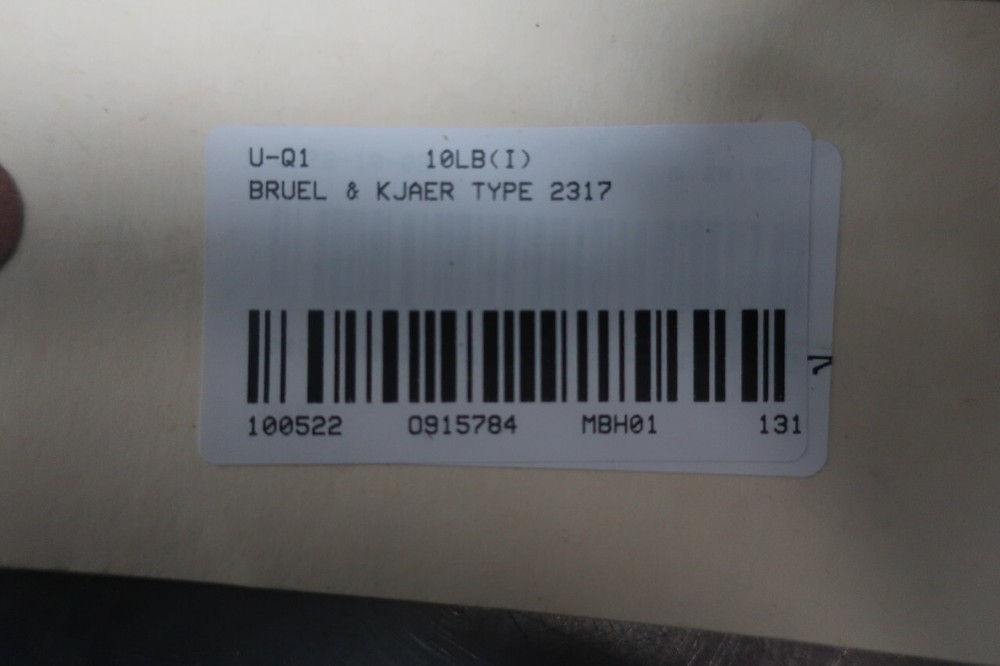 U-Q1 10LB(I)
BRUEL & KJAER TYPE 2317
100522 0915784 MBH01 131